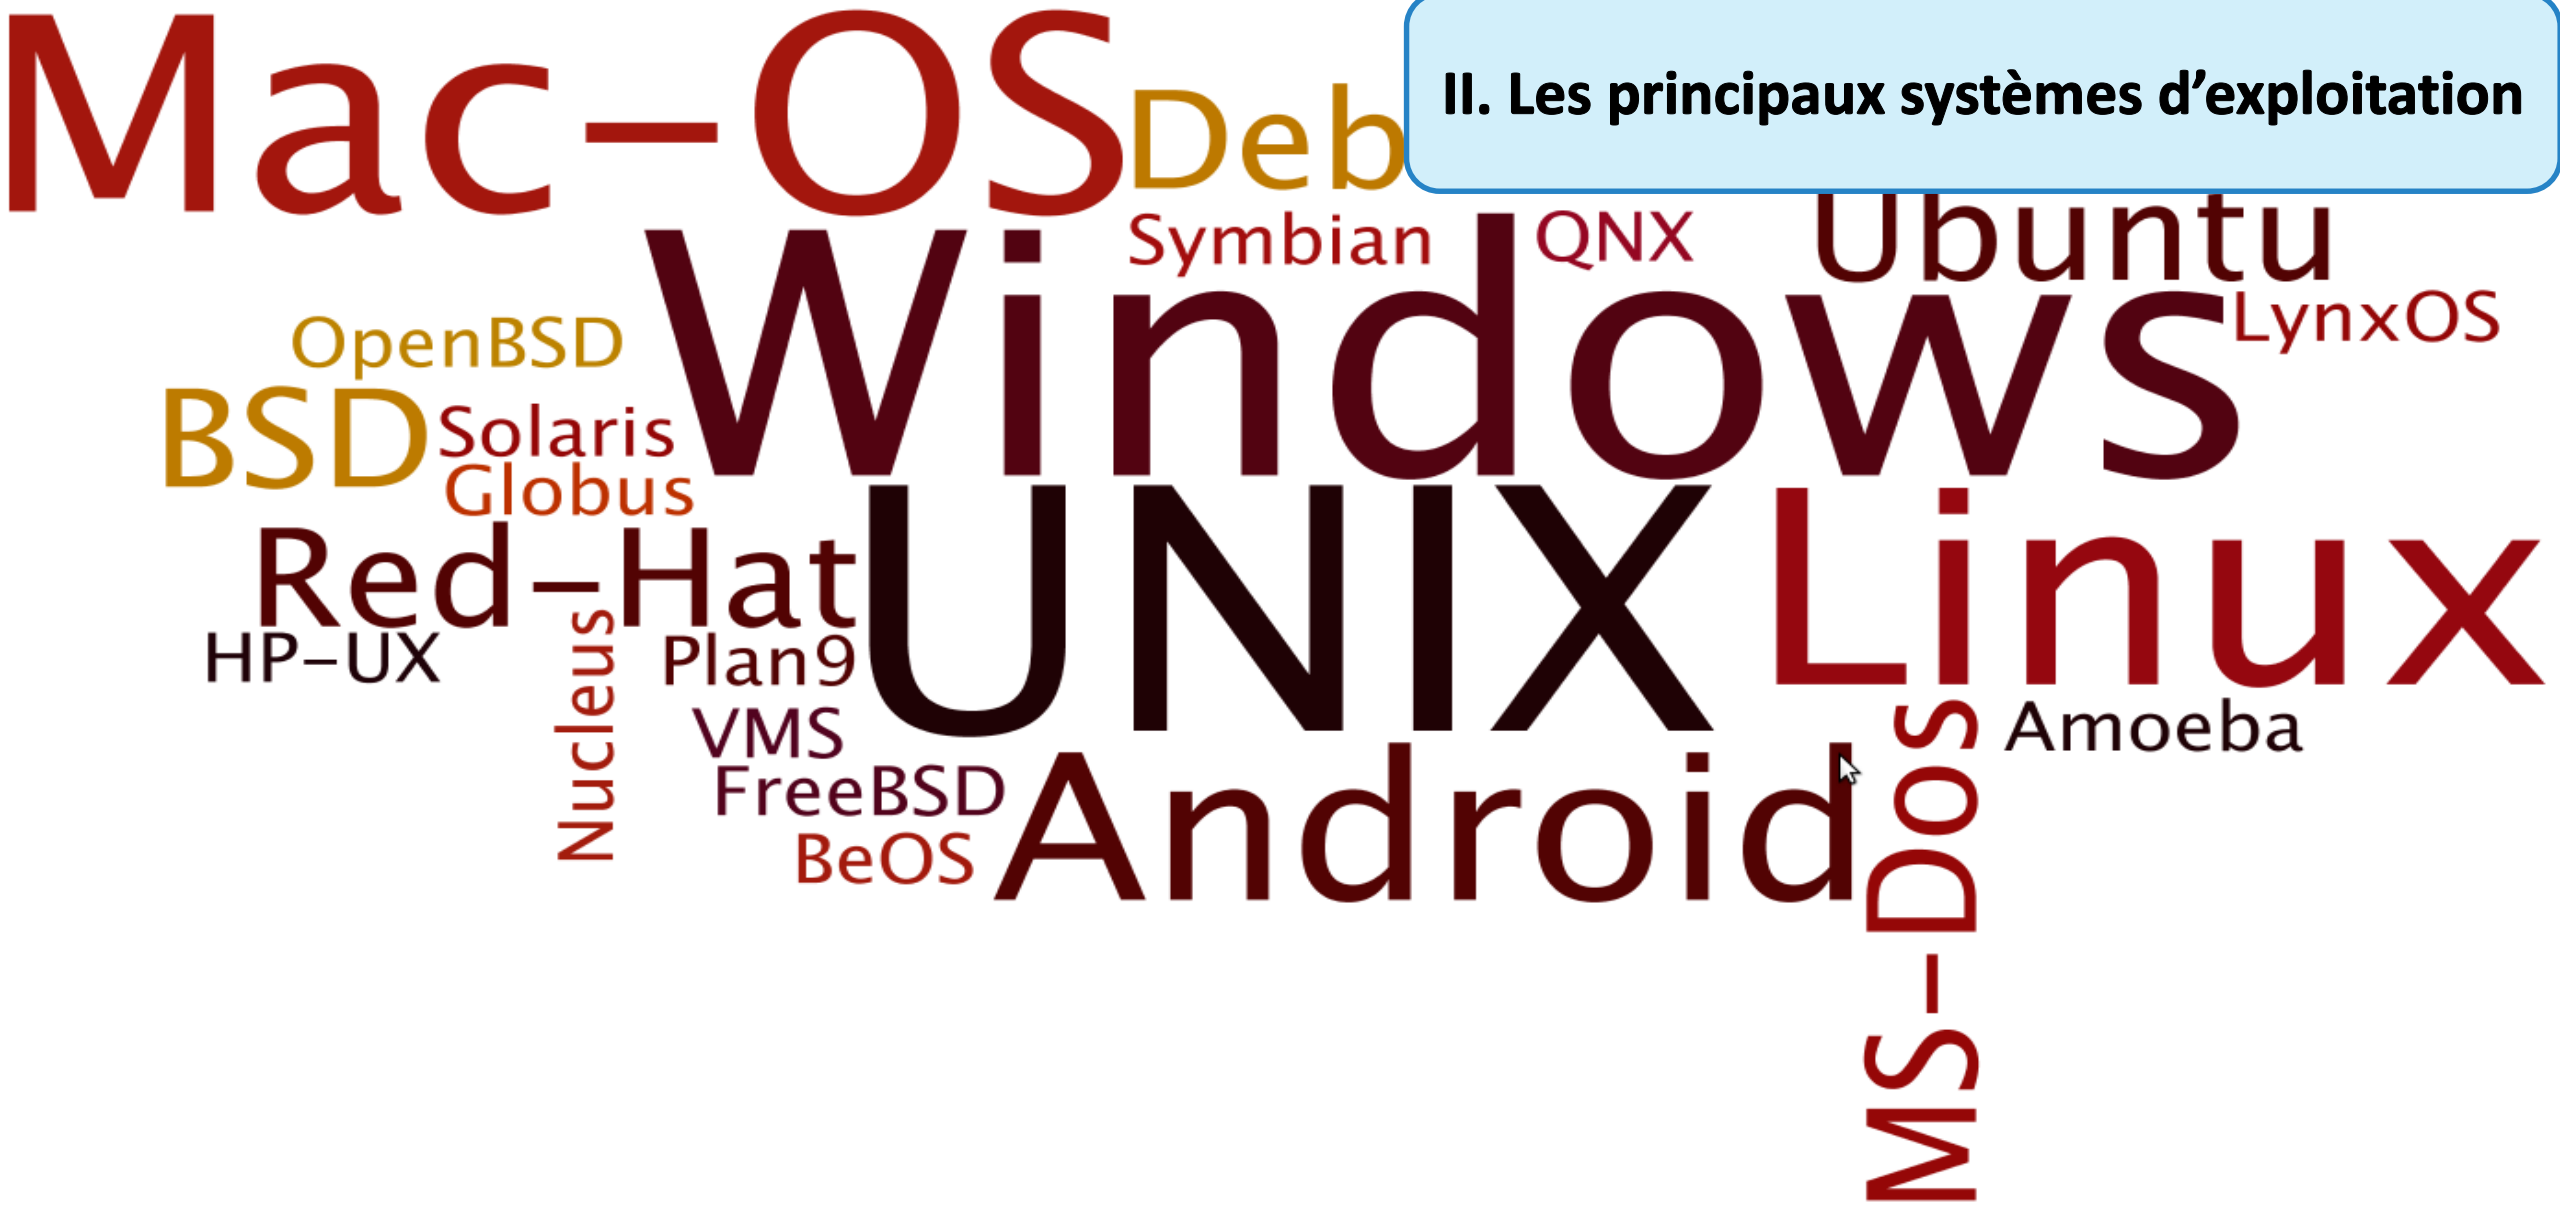 Mac-OS
Deb
II. Les principaux systèmes d’exploitation
Symbian
QNX
Ubuntu
Windows
LynxOS
OpenBSD
BSD
Solaris
Globus
Red-Hat
UNIX
Linux
HP-UX
Nucleus
Plan9
VMS
FreeBSD
BeOS
Android
MS-Dos
Amoeba